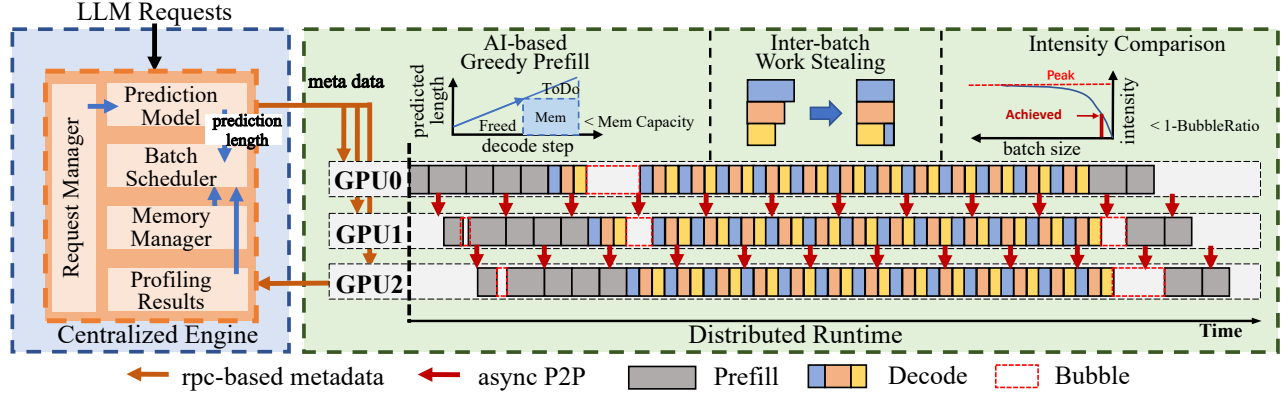 LLM Requests
Request Manager
Prediction
Model
prediction
length
Batch
Scheduler
Memory
Manager
Profiling
Results
Centralized Engine
meta data
AI-based
Greedy Prefill
predicted
length
ToDo
Mem
Freed
decode step
< Mem Capacity
Inter-batch
Work Stealing
Intensity Comparison
Peak
Achieved
intensity
batch size
< 1-BubbleRatio
GPU0
GPU1
GPU2
Distributed Runtime
Time
rpc-based metadata
async P2P
Prefill
Decode
Bubble